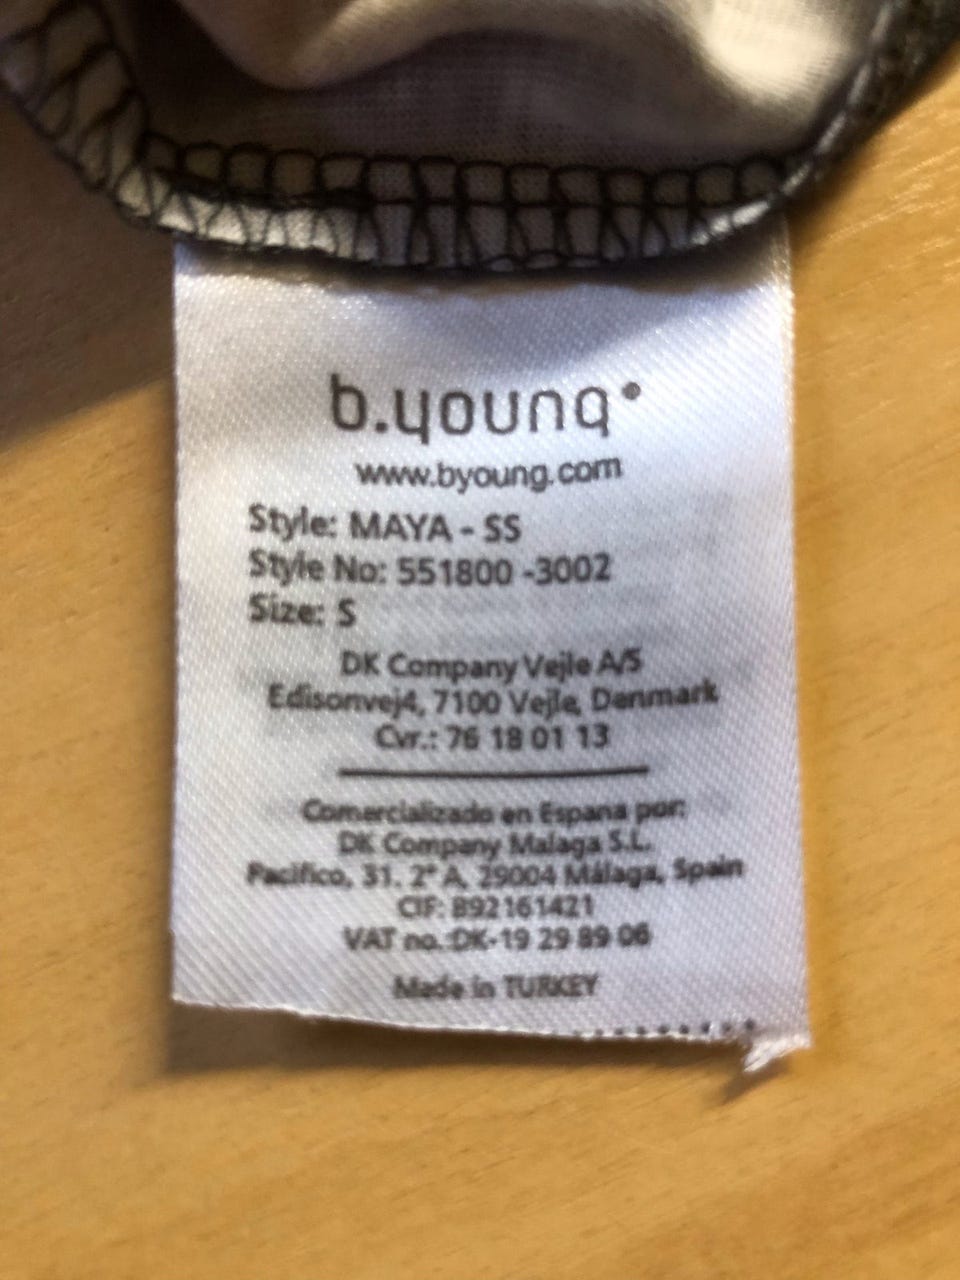 b.young
www.byoung.com
Style: MAYA - SS
Style No: 551800 -3002
Size: S
DK Company Vejle A/S
Edisonvej4, 7100 Vejle, Denmark
Cvr.: 76 18 01 13
Comercializado en Espana por:
DK Company Malaga S.L.
Pacifico, 31, 2º A, 29004 Málaga, Spain
CIF: B92161421
VAT no.:DK-19 29 89 06
Made in TURKEY